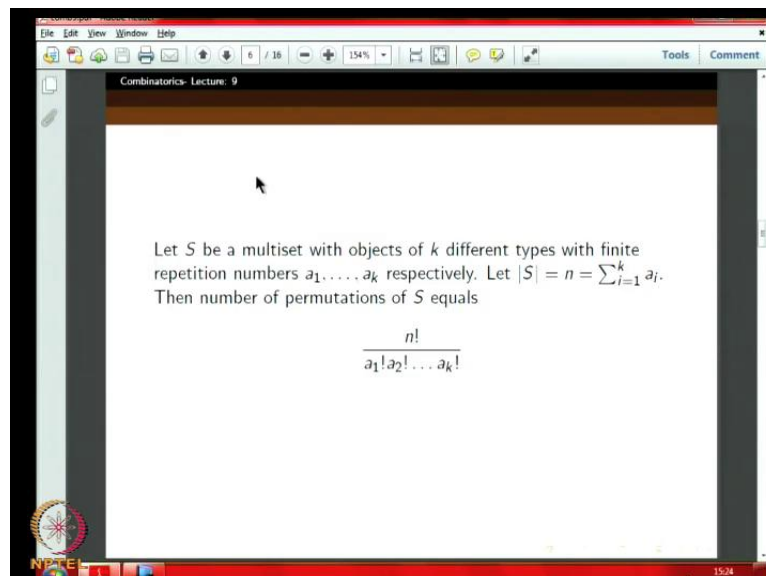 File Edit View Window Help
6 / 16 154% Tools Comment
Combinatorics- Lecture: 9
Let S be a multiset with objects of k different types with finite
repetition numbers a₁.....aₖ respectively. Let |S| = n = ∑ᵏᵢ₌₁ aᵢ.
Then number of permutations of S equals
n!
a₁!a₂!...aₖ!
NPTEL
15:24